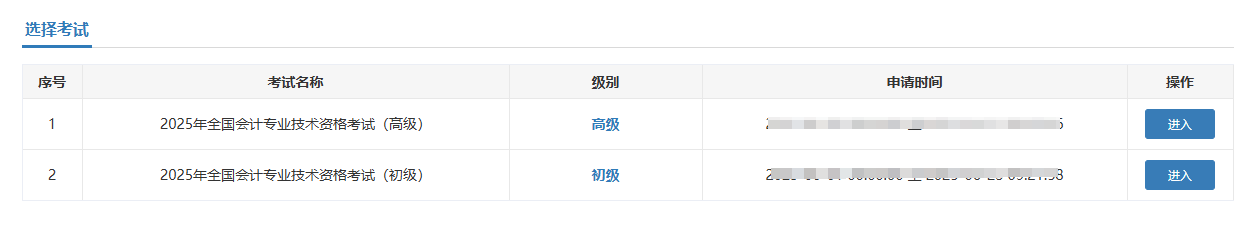 选择考试
序号 考试名称 级别 申请时间 操作
1 2025年全国会计专业技术资格考试（高级） 高级 进入
2 2025年全国会计专业技术资格考试（初级） 初级 进入